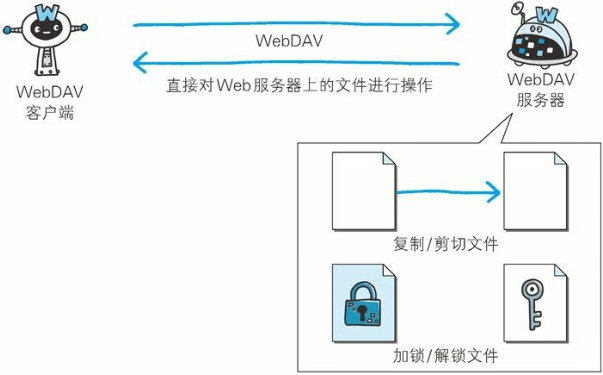 W
W
WebDAV
直接对Web服务器上的文件进行操作
WebDAV
客户端
WebDAV
服务器
复制/剪切文件
加锁/解锁文件